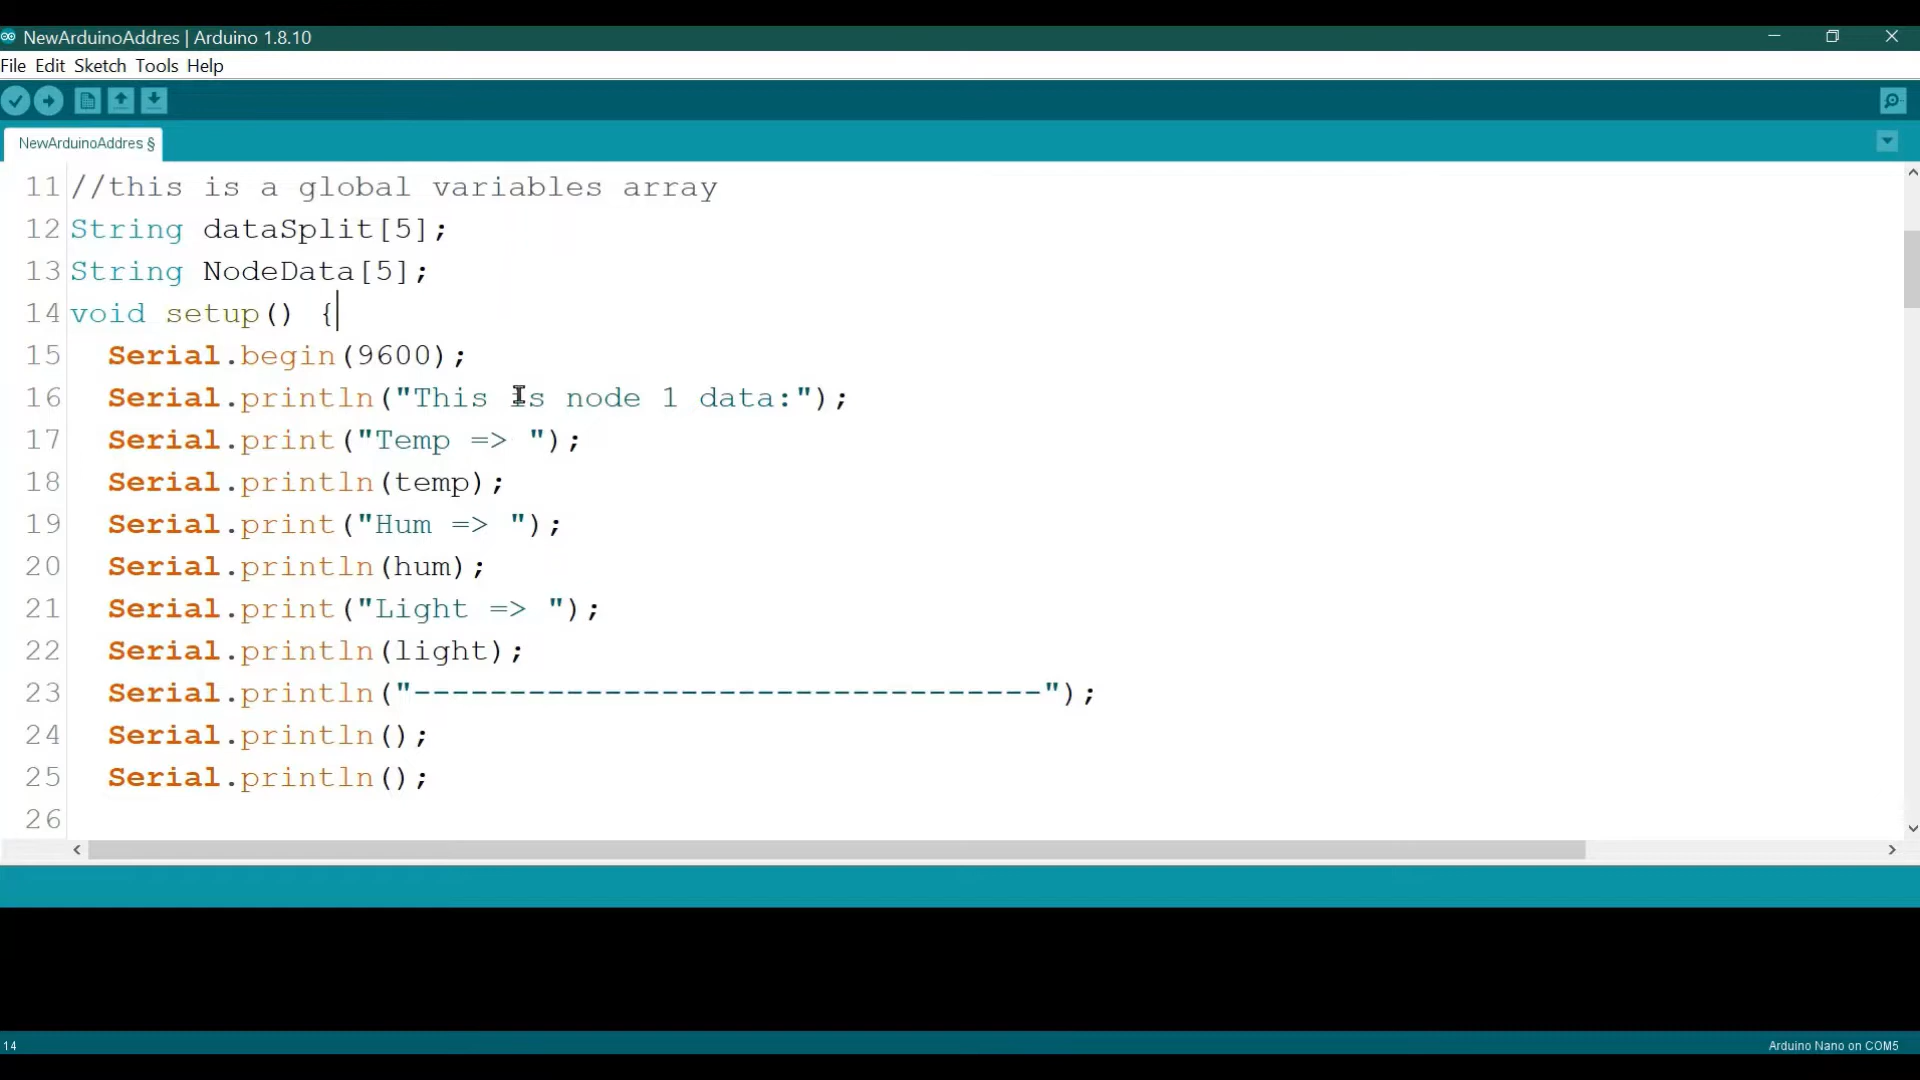 NewArduinoAddres | Arduino 1.8.10
File Edit Sketch Tools Help
NewArduinoAddres §
11 //this is a global variables array
12 String dataSplit[5];
13 String NodeData[5];
14 void setup() {
15 Serial.begin(9600);
16 Serial.println("This Is node 1 data:");
17 Serial.print("Temp => ");
18 Serial.println(temp);
19 Serial.print("Hum => ");
20 Serial.println(hum);
21 Serial.print("Light => ");
22 Serial.println(light);
23 Serial.println("---------------------------------");
24 Serial.println();
25 Serial.println();
26
14
Arduino Nano on COM5